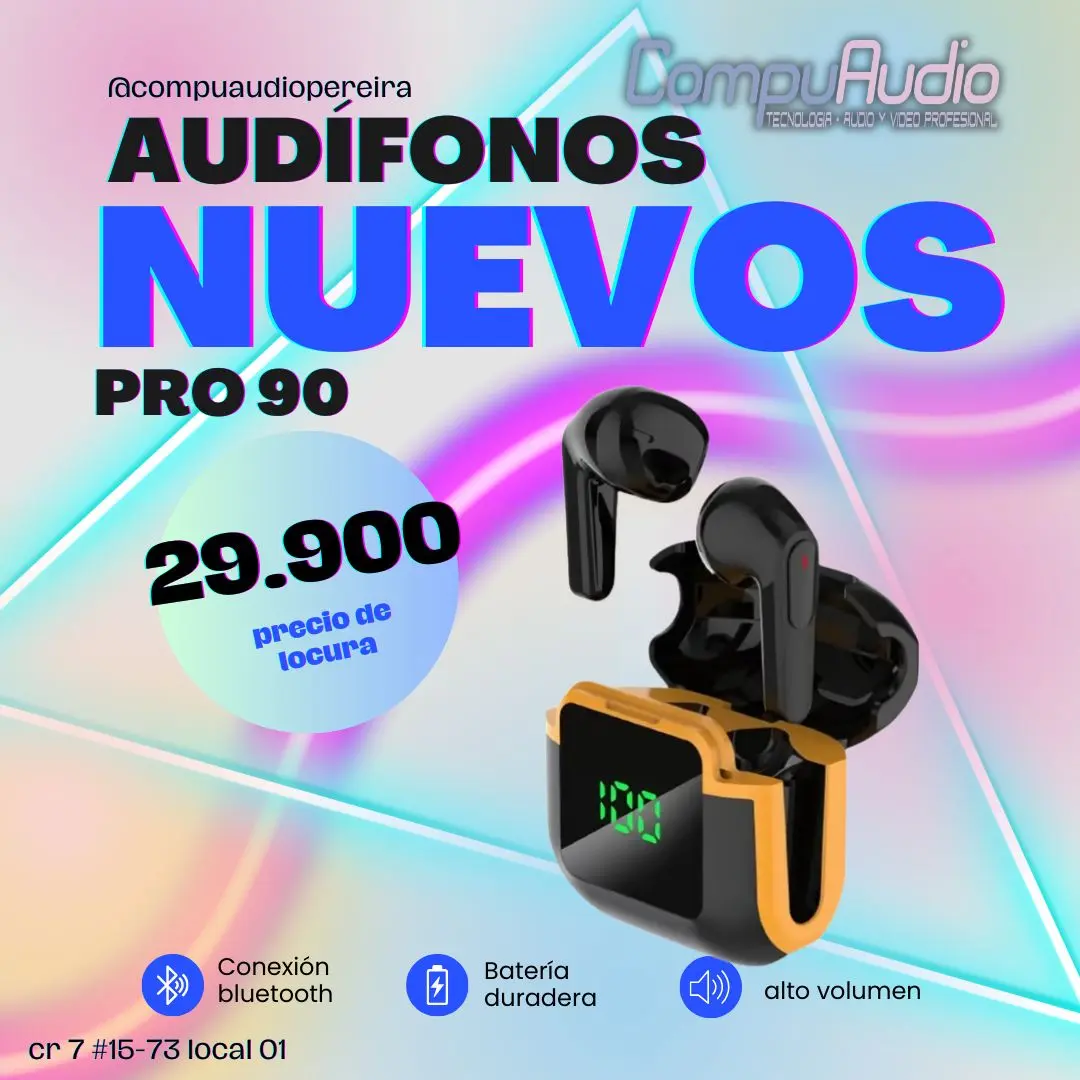 @compuaudiopereira
CompuAudio
TECNOLOGIA - AUDIO Y VIDEO PROFESIONAL
AUDÍFONOS
NUEVOS
PRO 90
29.900
precio de
locura
100
Conexión
bluetooth
Batería
duradera
alto volumen
cr 7 #15-73 local 01